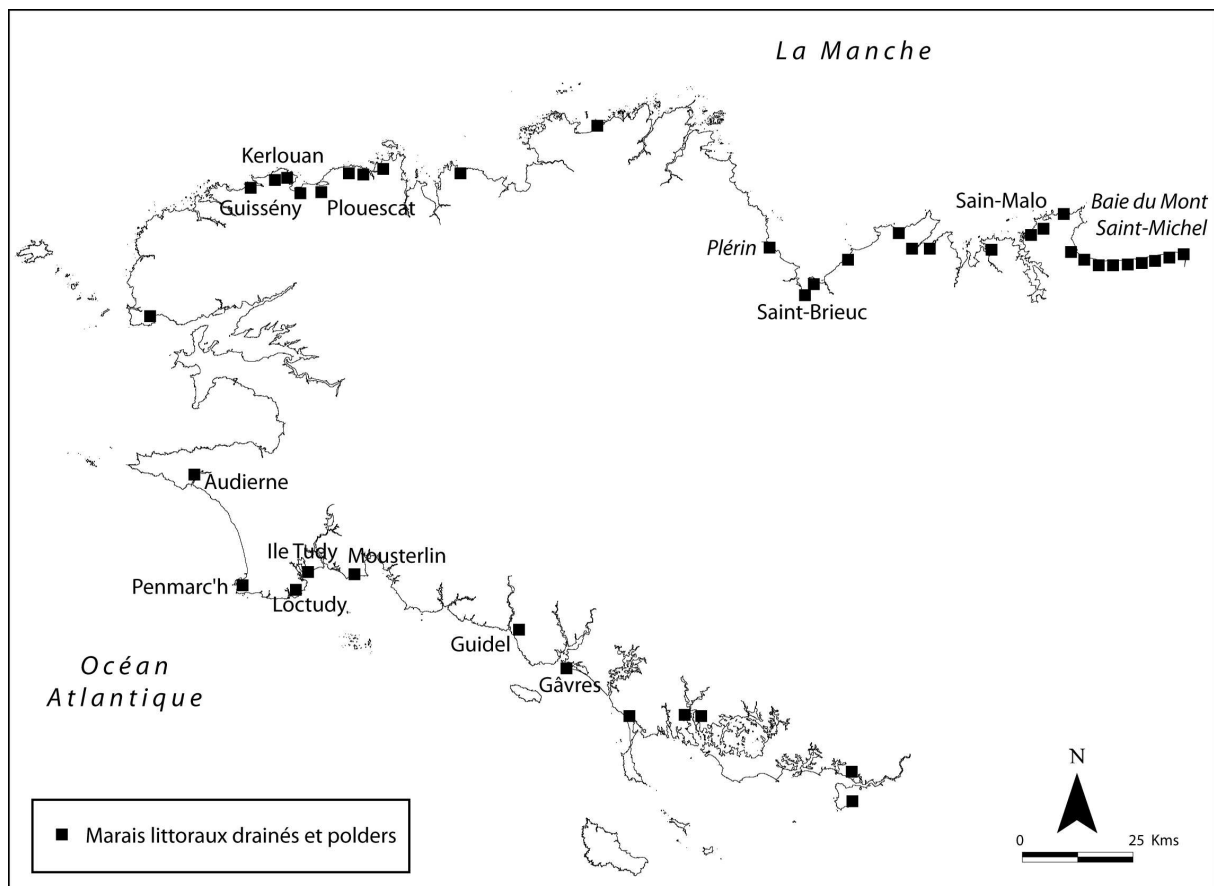 La Manche
Kerlouan
Guissény
Plouescat
Sain-Malo
Baie du Mont
Saint-Michel
Plérin
Saint-Brieuc
Audierne
Ile Tudy
Mousterlin
Penmarc'h
Loctudy
Guidel
Gâvres
Océan
Atlantique
N
0 25 Kms
Marais littoraux drainés et polders